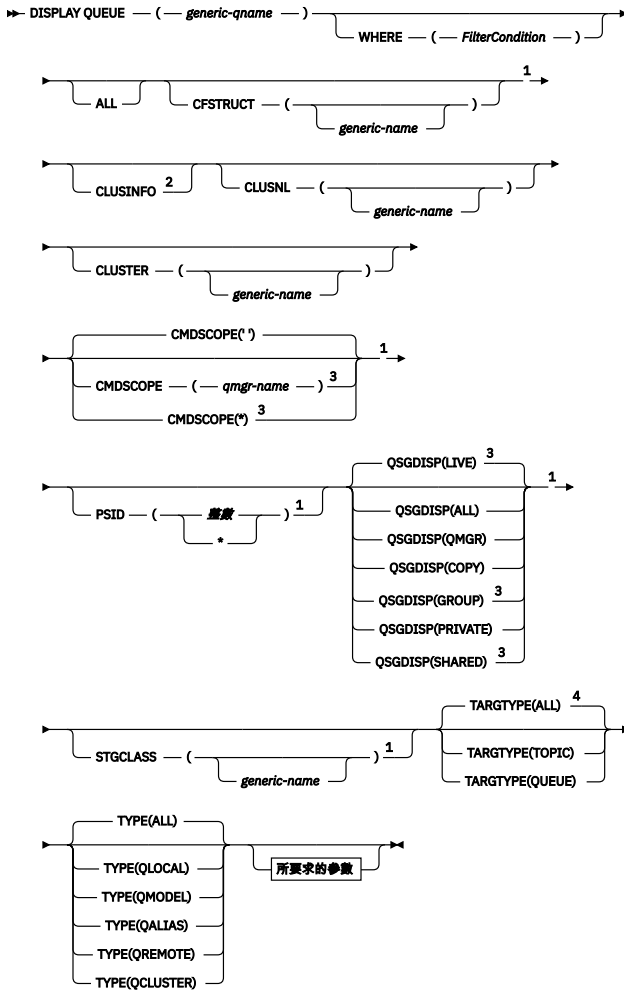 DISPLAY QUEUE ( generic-qname )
WHERE ( FilterCondition )
ALL CFSTRUCT ( generic-name ) 1
CLUSINFO 2 CLUSNL ( generic-name )
CLUSTER ( generic-name )
CMDSCOPE(' ')
CMDSCOPE ( qmgr-name ) 3 1
CMDSCOPE(*) 3
PSID ( 整數 ) 1
*
QSGDISP(LIVE) 3
QSGDISP(ALL) 1
QSGDISP(QMGR)
QSGDISP(COPY)
QSGDISP(GROUP) 3
QSGDISP(PRIVATE)
QSGDISP(SHARED) 3
STGCLASS ( generic-name ) 1
TARGTYPE(ALL) 4
TARGTYPE(TOPIC)
TARGTYPE(QUEUE)
TYPE(ALL)
TYPE(QLOCAL)
TYPE(QMODEL)
TYPE(QALIAS)
TYPE(QREMOTE)
TYPE(QCLUSTER)
所要求的參數